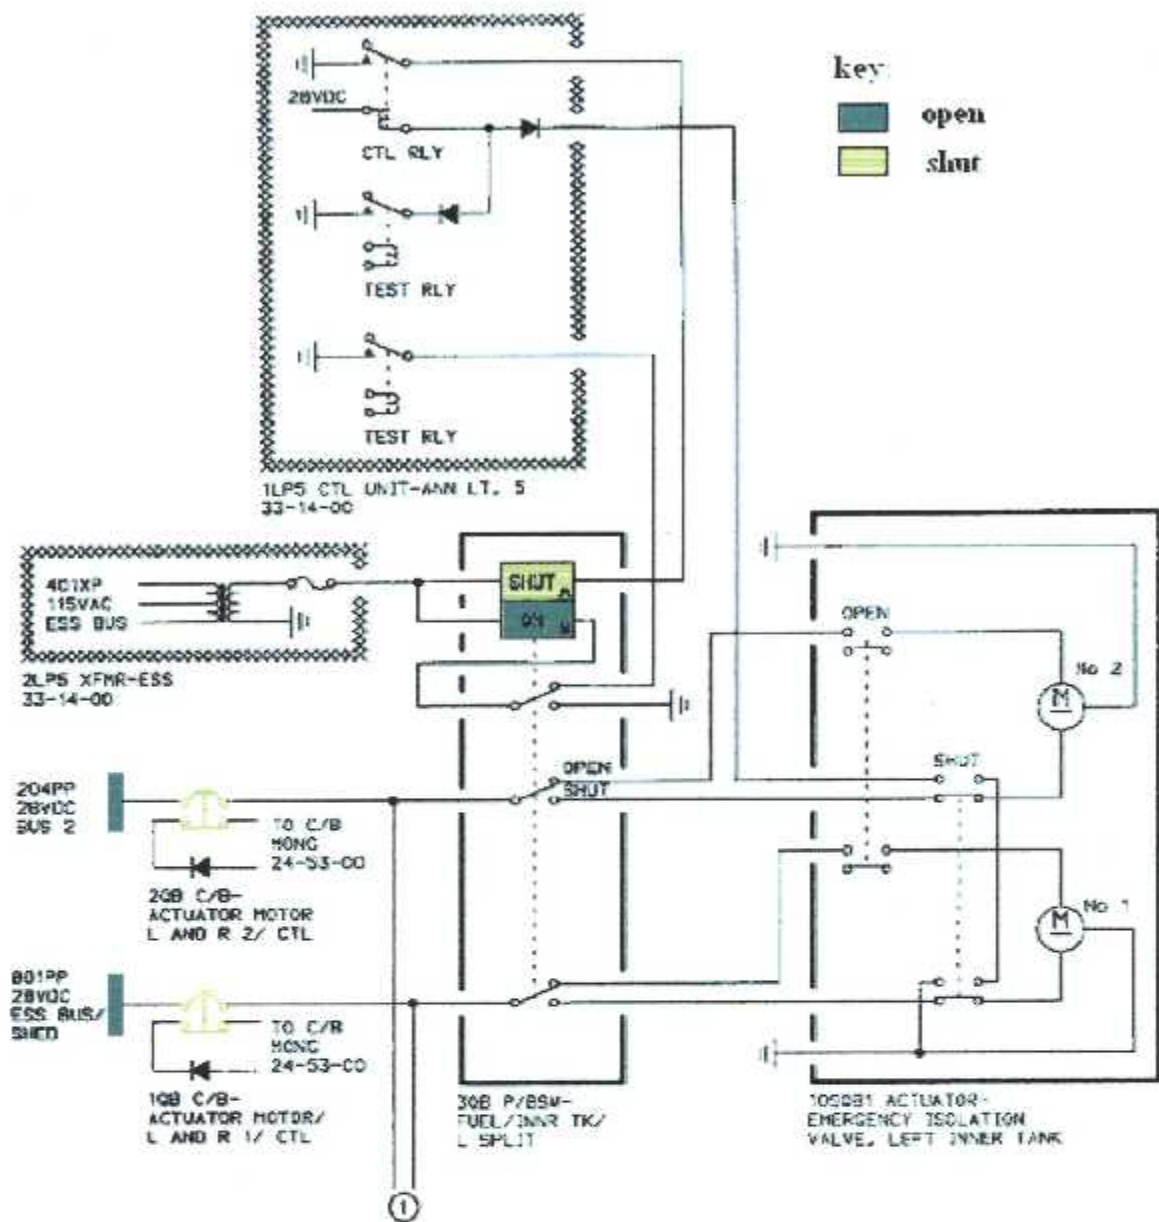 key:
open
shut
28VDC
CTL RLY
TEST RLY
TEST RLY
1LP5 CTL UNIT-ANN LT. 5
33-14-00
401XP
115VAC
ESS BUS
2LP5 XFMR-ESS
33-14-00
SHUT
ON
OPEN
SHUT
204PP
28VDC
BUS 2
TO C/B
MONG
24-53-00
2QB C/B-
ACTUATOR MOTOR
L AND R 2/ CTL
801PP
28VDC
ESS BUS/
SHED
TO C/B
MONG
24-53-00
1QB C/B-
ACTUATOR MOTOR/
L AND R 1/ CTL
3QB P/BSW-
FUEL/INNR TK/
L SPLIT
OPEN
No 2
M
SHUT
No 1
M
ACTUATOR-
EMERGENCY ISOLATION
VALVE, LEFT INNER TANK
1